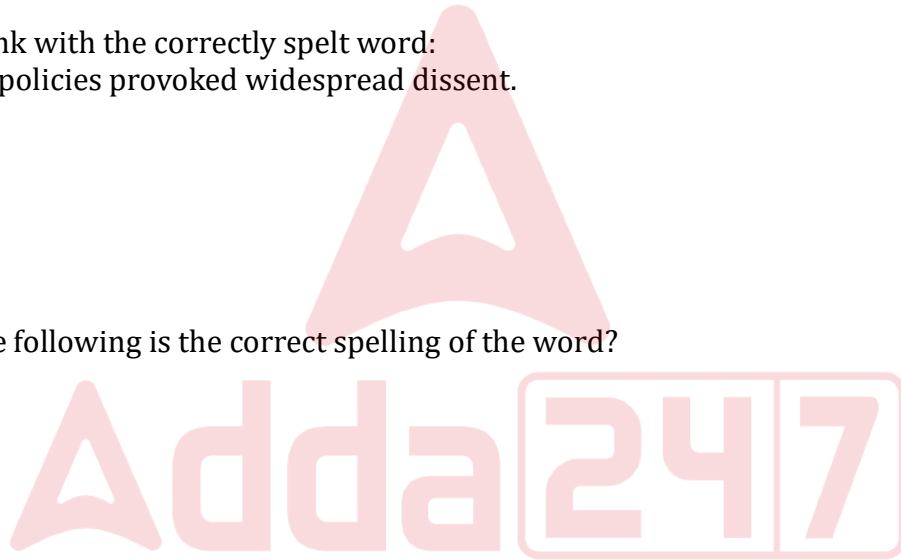 nk with the correctly spelt word:
policies provoked widespread dissent.
e following is the correct spelling of the word?
Adda247